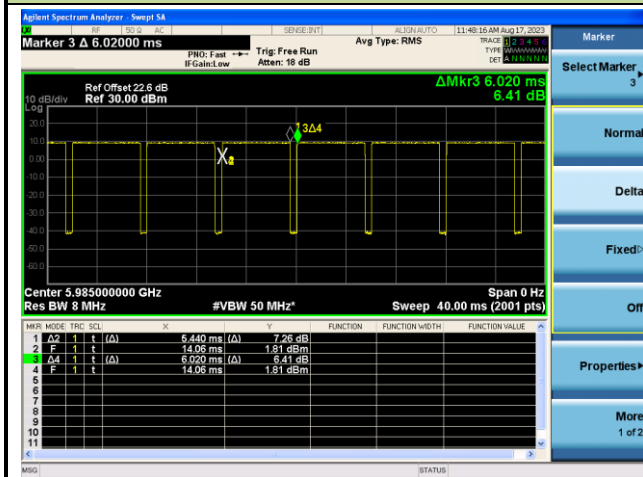 Agilent Spectrum Analyzer - Swept SA
RF 50 Ω AC SENSE:INT ALIGN AUTO 11:48:16 AM Aug 17, 2023
Marker 3 Δ 6.02000 ms
PNO: Fast
IFGain:Low
Trig: Free Run
Atten: 18 dB
Avg Type: RMS
TRACE 1 2 3 4 5 6
TYPE
DET A N N N N N
Ref Offset 22.6 dB
Ref 30.00 dBm
10 dB/div
Log
ΔMkr3 6.020 ms
6.41 dB
20.0
10.0
0.00
-10.0
-20.0
-30.0
-40.0
-50.0
-60.0
3Δ4
Center 5.985000000 GHz
Span 0 Hz
Res BW 8 MHz
#VBW 50 MHz*
Sweep 40.00 ms (2001 pts)
MKR MODE TRC SCL X Y FUNCTION FUNCTION WIDTH FUNCTION VALUE
1 Δ2 1 t (Δ) 5.440 ms (Δ) 7.26 dB
2 F 1 t 14.06 ms 1.81 dBm
3 Δ4 1 t (Δ) 6.020 ms (Δ) 6.41 dB
4 F 1 t 14.06 ms 1.81 dBm
5
6
7
8
9
10
11
MSG
STATUS
Marker
Select Marker
3
Normal
Delta
Fixed
Off
Properties
More
1 of 2